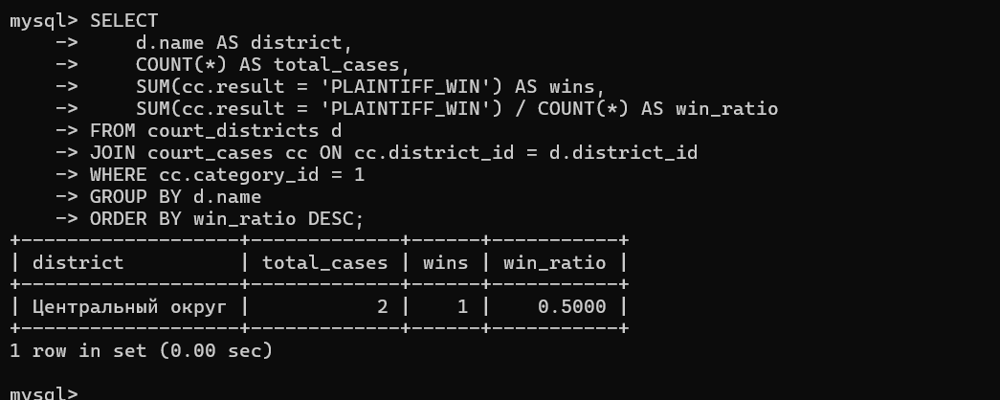 mysql> SELECT
    ->     d.name AS district,
    ->     COUNT(*) AS total_cases,
    ->     SUM(cc.result = 'PLAINTIFF_WIN') AS wins,
    ->     SUM(cc.result = 'PLAINTIFF_WIN') / COUNT(*) AS win_ratio
    -> FROM court_districts d
    -> JOIN court_cases cc ON cc.district_id = d.district_id
    -> WHERE cc.category_id = 1
    -> GROUP BY d.name
    -> ORDER BY win_ratio DESC;
+-------------------+-------------+------+-----------+
| district          | total_cases | wins | win_ratio |
+-------------------+-------------+------+-----------+
| Центральный округ |           2 |    1 |    0.5000 |
+-------------------+-------------+------+-----------+
1 row in set (0.00 sec)

mysql>